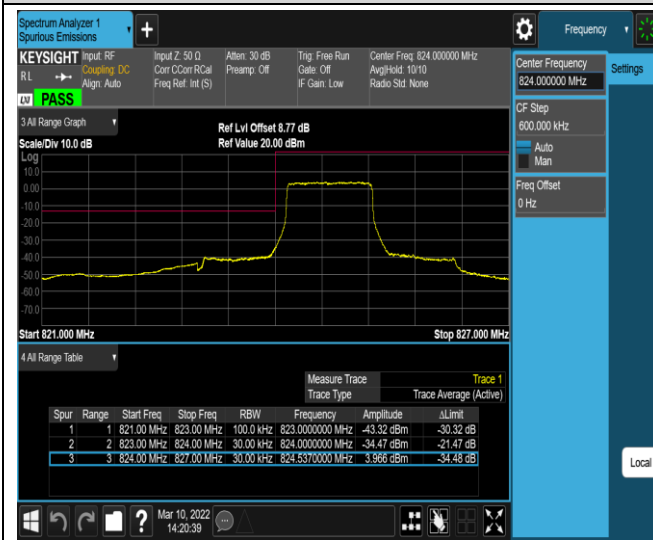 Spectrum Analyzer 1
Spurious Emissions
Frequency
KEYSIGHT
RL
Input: RF
Coupling: DC
Align: Auto
Input Z: 50 Ω
Corr CCorr RCal
Freq Ref: Int (S)
Atten: 30 dB
Preamp: Off
Trig: Free Run
Gate: Off
IF Gain: Low
Center Freq: 824.000000 MHz
Avg|Hold: 10/10
Radio Std: None
LXI PASS
Center Frequency
824.000000 MHz
Settings
CF Step
600.000 kHz
Auto
Man
Freq Offset
0 Hz
3 All Range Graph
Scale/Div 10.0 dB
Ref Lvl Offset 8.77 dB
Ref Value 20.00 dBm
Log
10.0
0.00
-10.0
-20.0
-30.0
-40.0
-50.0
-60.0
-70.0
Start 821.000 MHz Stop 827.000 MHz
4 All Range Table
Measure Trace Trace 1
Trace Type Trace Average (Active)
Spur Range Start Freq Stop Freq RBW Frequency Amplitude ΔLimit
1 1 821.00 MHz 823.00 MHz 100.0 kHz 823.0000000 MHz -43.32 dBm -30.32 dB
2 2 823.00 MHz 824.00 MHz 30.00 kHz 824.0000000 MHz -34.47 dBm -21.47 dB
3 3 824.00 MHz 827.00 MHz 30.00 kHz 824.5370000 MHz 3.966 dBm -34.48 dB
Local
Mar 10, 2022
14:20:39